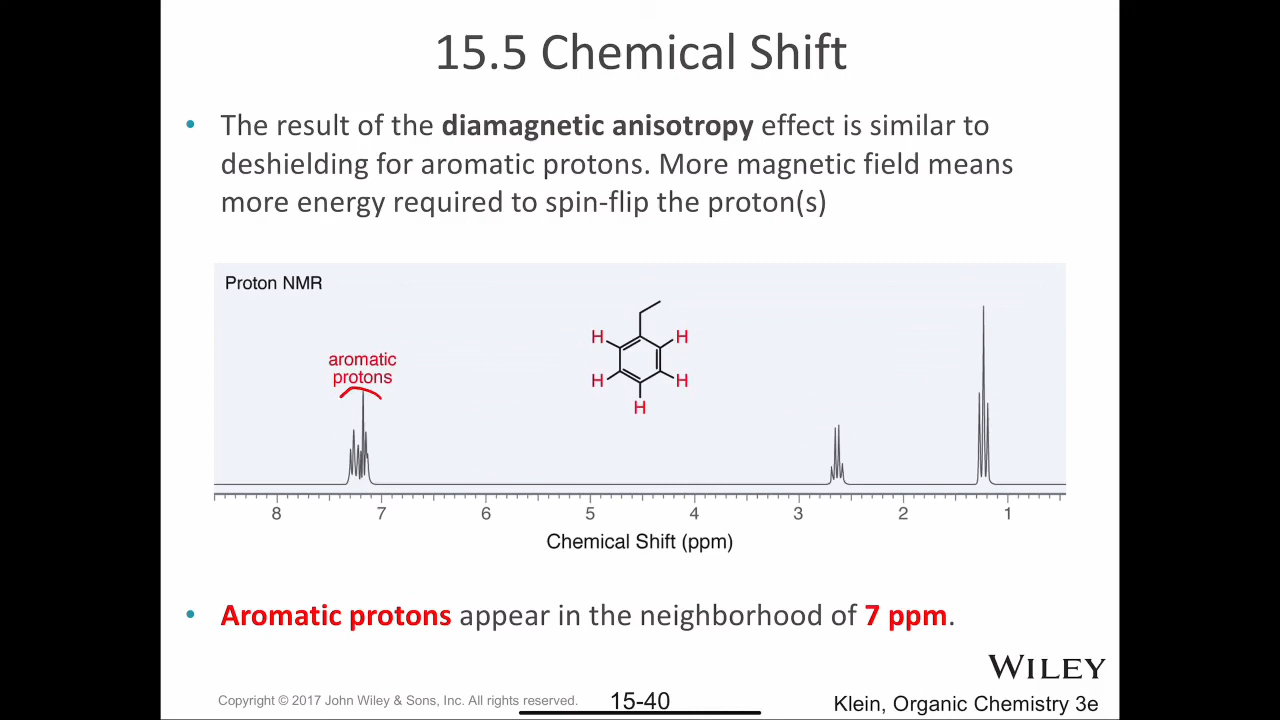 15.5 Chemical Shift
• The result of the diamagnetic anisotropy effect is similar to
deshielding for aromatic protons. More magnetic field means
more energy required to spin-flip the proton(s)
Proton NMR
aromatic
protons
H H
H H
H
8 7 6 5 4 3 2 1
Chemical Shift (ppm)
• Aromatic protons appear in the neighborhood of 7 ppm.
WILEY
Copyright © 2017 John Wiley & Sons, Inc. All rights reserved. 15-40 Klein, Organic Chemistry 3e